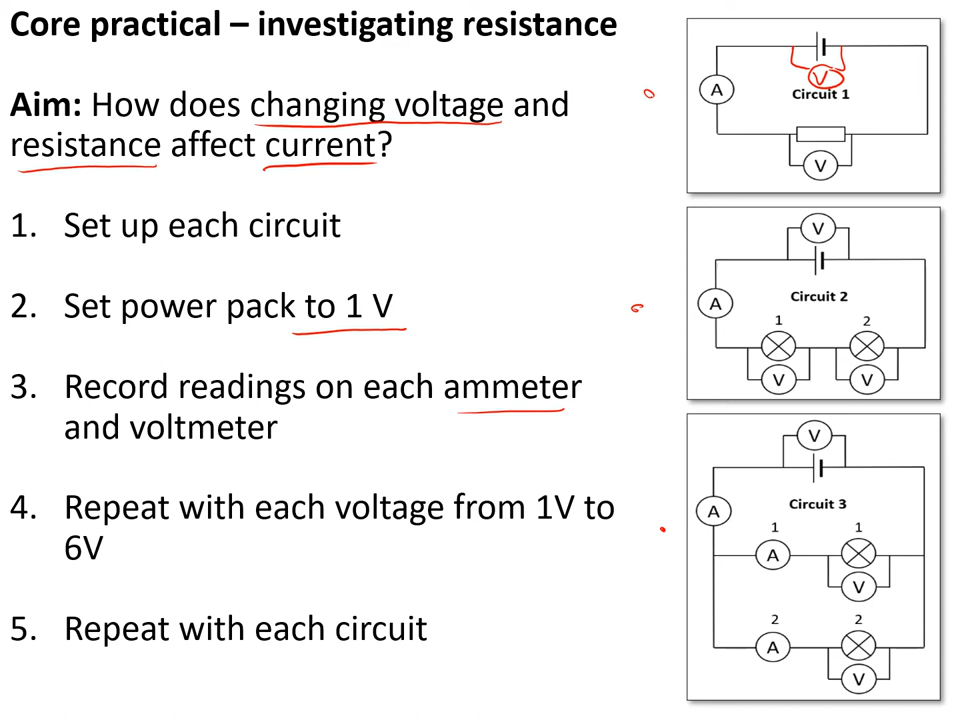 Core practical – investigating resistance
Aim: How does changing voltage and
resistance affect current?
1. Set up each circuit
2. Set power pack to 1 V
3. Record readings on each ammeter
and voltmeter
4. Repeat with each voltage from 1V to
6V
5. Repeat with each circuit
V
A
Circuit 1
V
V
A
Circuit 2
1 2
V V
V
A
Circuit 3
1 1
A
V
2 2
A
V